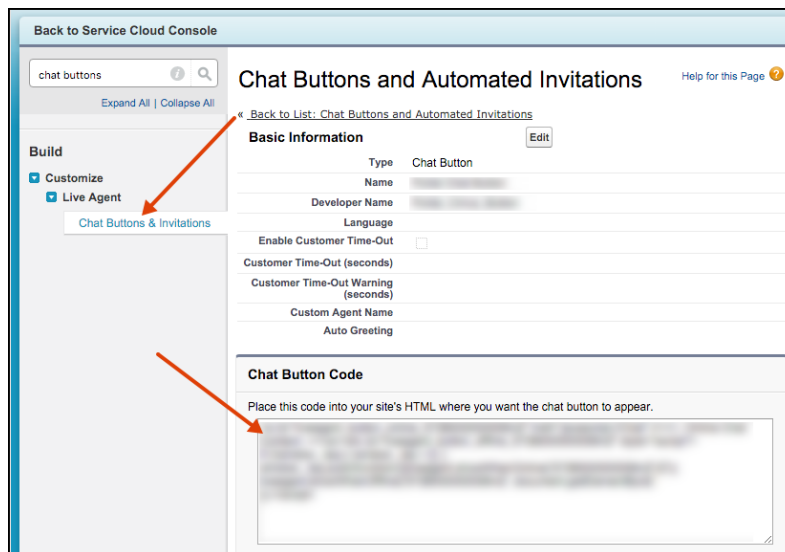 Back to Service Cloud Console
chat buttons
Expand All | Collapse All
Build
Customize
Live Agent
Chat Buttons & Invitations
Chat Buttons and Automated Invitations
Help for this Page
« Back to List: Chat Buttons and Automated Invitations
Basic Information
Edit
Type Chat Button
Name
Developer Name
Language
Enable Customer Time-Out
Customer Time-Out (seconds)
Customer Time-Out Warning
(seconds)
Custom Agent Name
Auto Greeting
Chat Button Code
Place this code into your site's HTML where you want the chat button to appear.